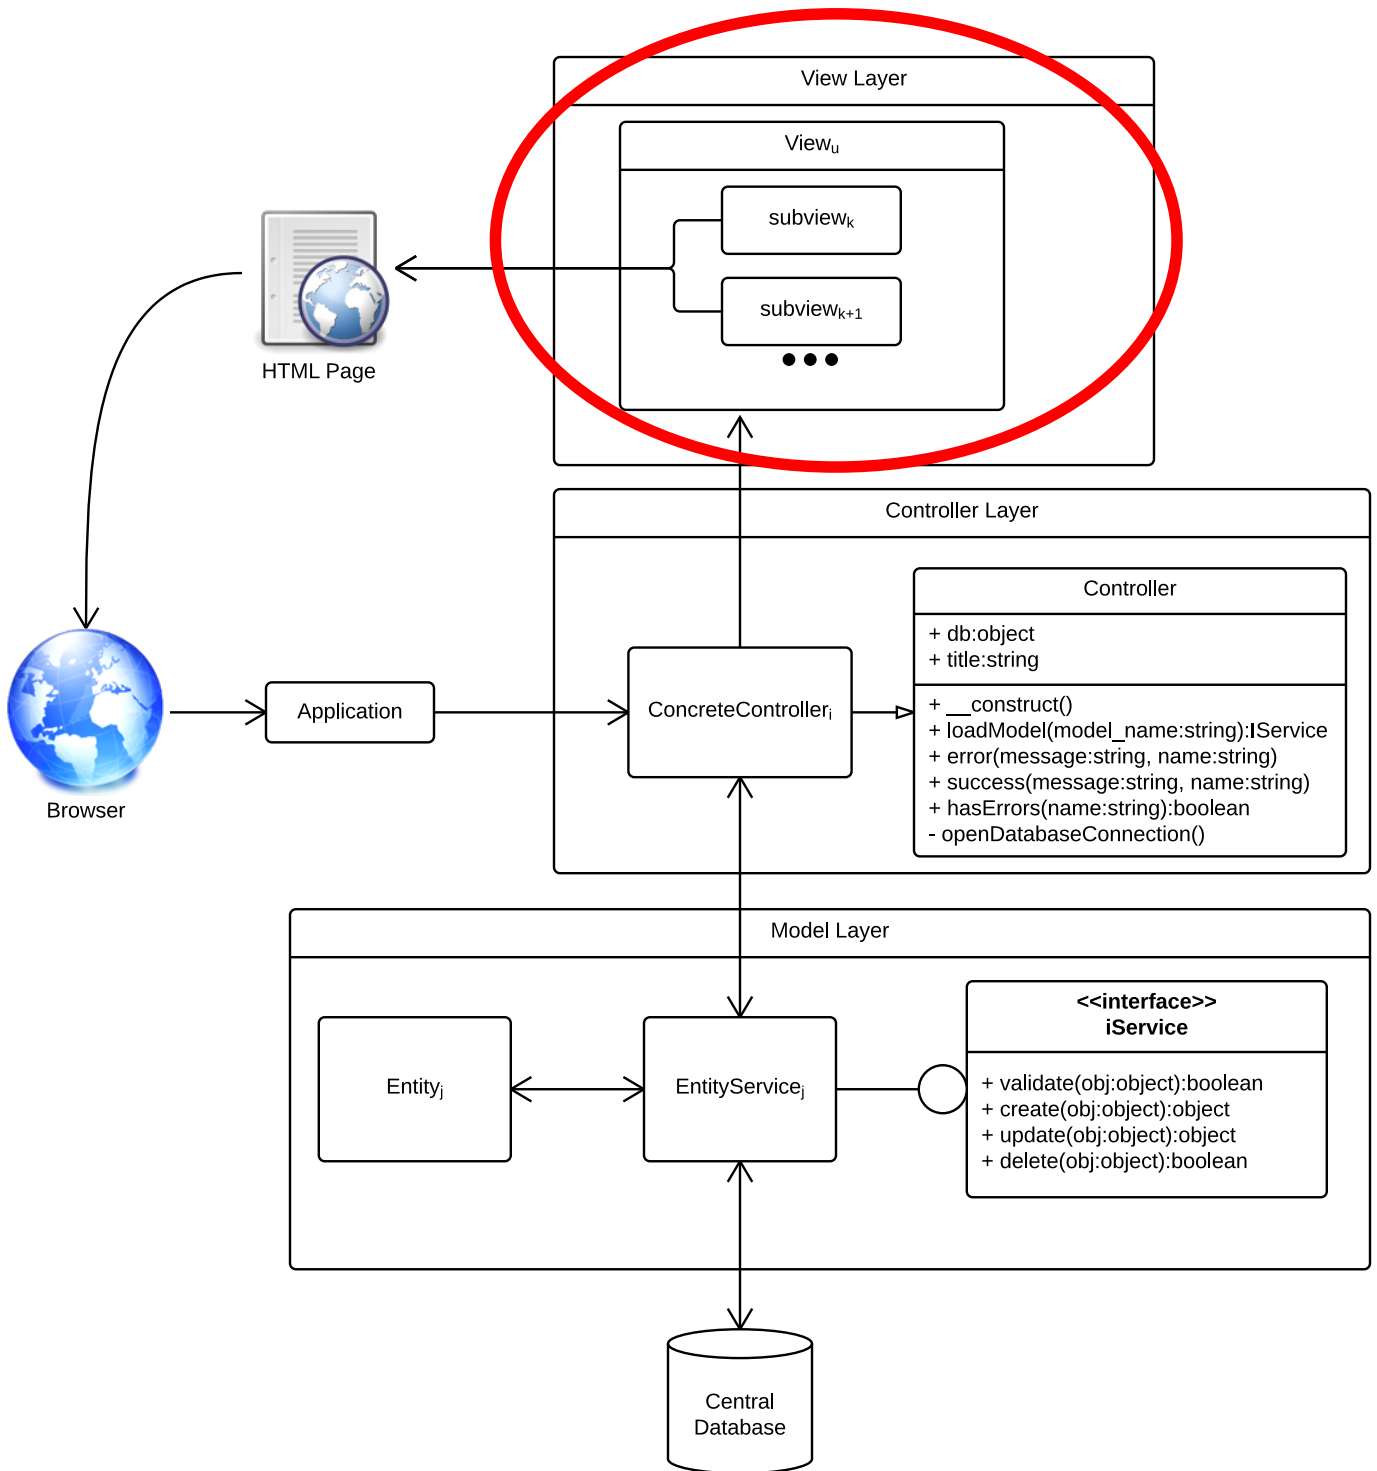 View Layer
Viewu
subviewk
subviewk+1
HTML Page
Controller Layer
Controller
+ db:object
+ title:string
+ __construct()
+ loadModel(model_name:string):IService
+ error(message:string, name:string)
+ success(message:string, name:string)
+ hasErrors(name:string):boolean
- openDatabaseConnection()
ConcreteControlleri
Application
Browser
Model Layer
<<interface>>
iService
+ validate(obj:object):boolean
+ create(obj:object):object
+ update(obj:object):object
+ delete(obj:object):boolean
Entityj
EntityServicej
Central
Database